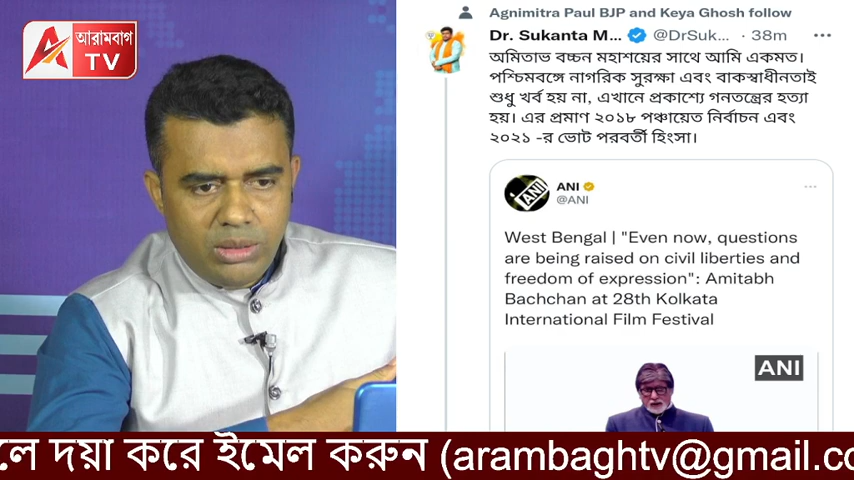 আরামবাগ
TV
Agnimitra Paul BJP and Keya Ghosh follow
Dr. Sukanta M... @DrSuk... · 38m
অমিতাভ বচ্চন মহাশয়ের সাথে আমি একমত।
পশ্চিমবঙ্গে নাগরিক সুরক্ষা এবং বাকস্বাধীনতাই
শুধু খর্ব হয় না, এখানে প্রকাশ্যে গনতন্ত্রের হত্যা
হয়। এর প্রমাণ ২০১৮ পঞ্চায়েত নির্বাচন এবং
২০২১ -র ভোট পরবর্তী হিংসা।
ANI
ANI
@ANI
West Bengal | "Even now, questions
are being raised on civil liberties and
freedom of expression": Amitabh
Bachchan at 28th Kolkata
International Film Festival
ANI
লে দয়া করে ইমেল করুন (arambaghtv@gmail.co